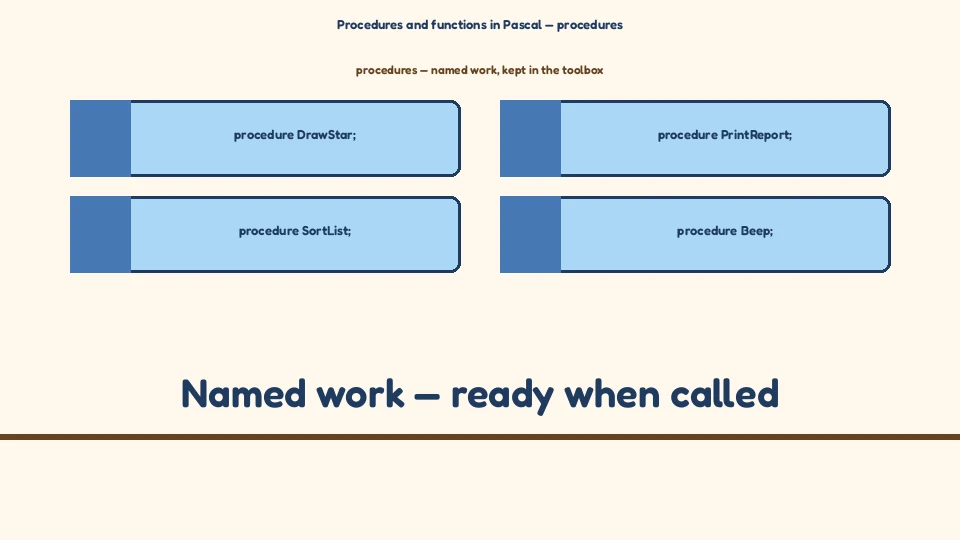 Procedures and functions in Pascal — procedures
procedures — named work, kept in the toolbox
procedure DrawStar;
procedure PrintReport;
procedure SortList;
procedure Beep;
Named work — ready when called